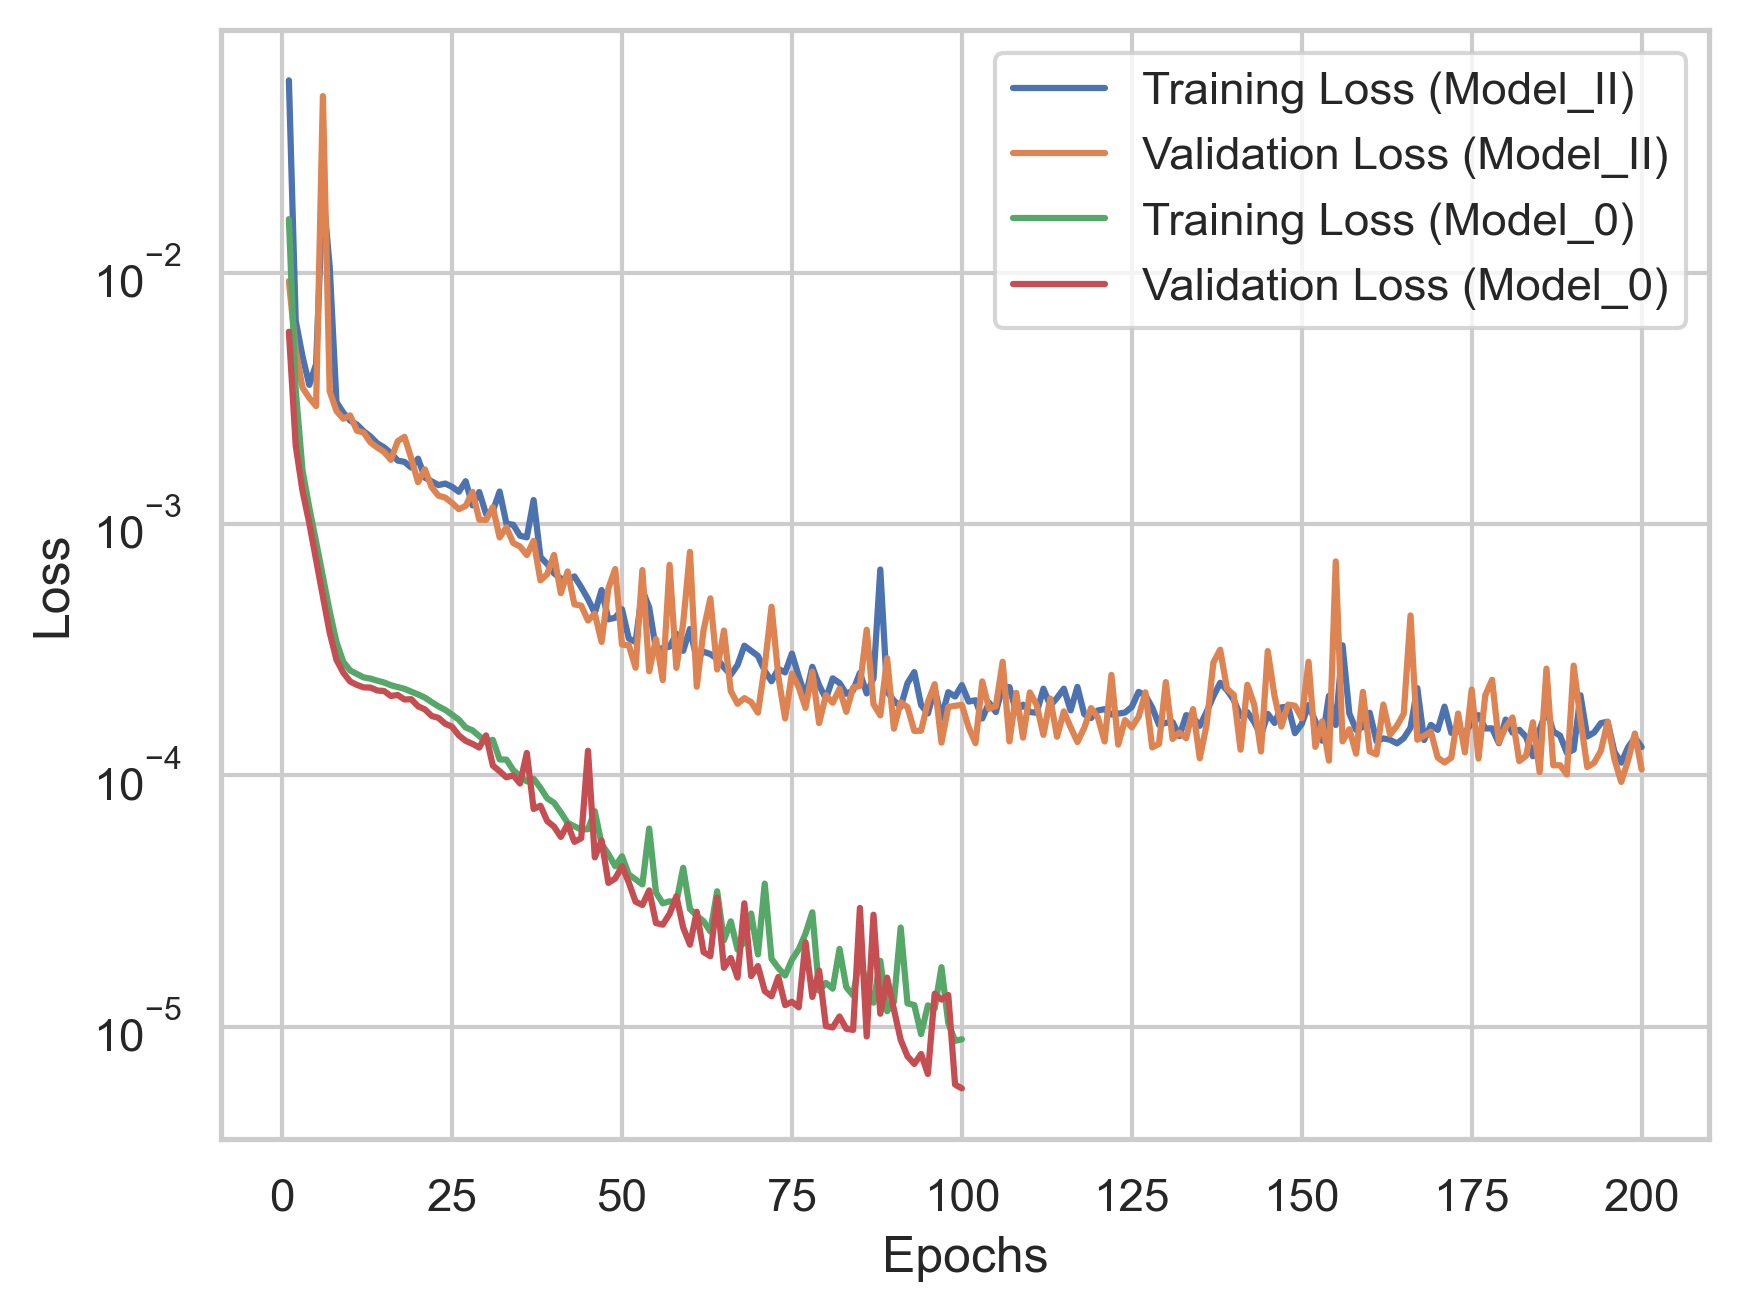 Training Loss (Model_II)
Validation Loss (Model_II)
Training Loss (Model_0)
Validation Loss (Model_0)
10⁻²
10⁻³
10⁻⁴
10⁻⁵
Loss
0 25 50 75 100 125 150 175 200
Epochs